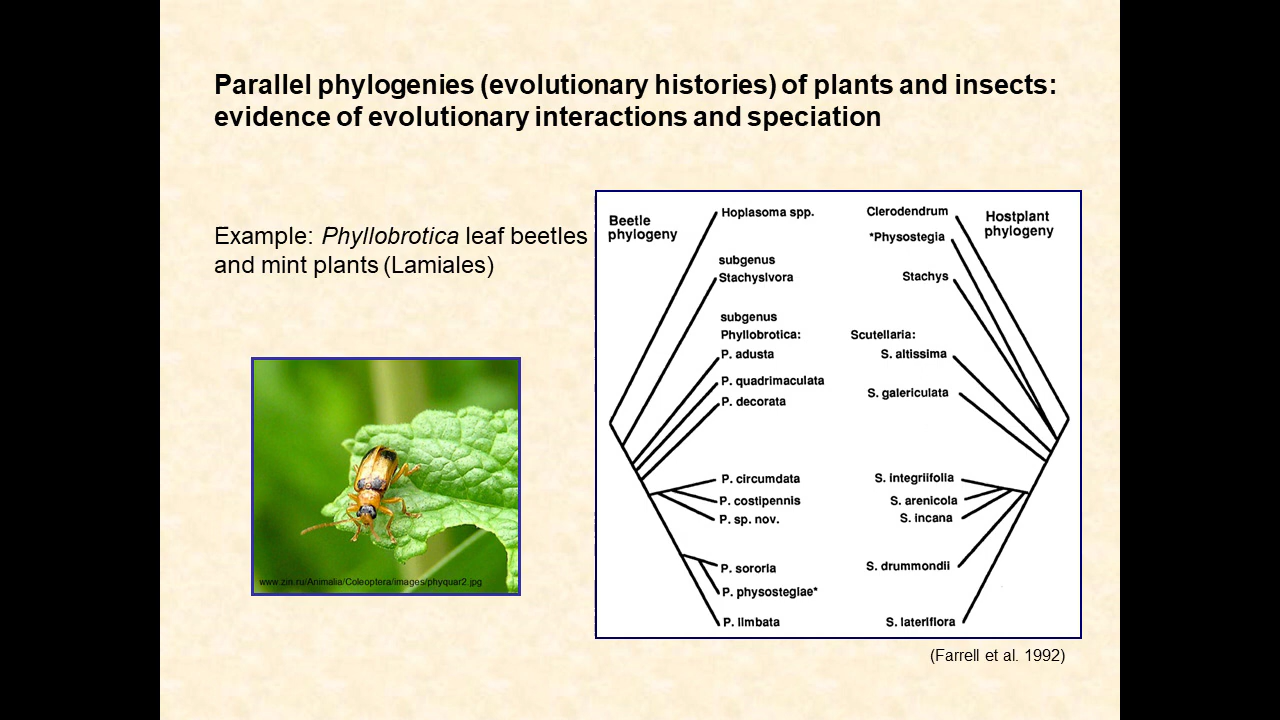 Parallel phylogenies (evolutionary histories) of plants and insects:
evidence of evolutionary interactions and speciation
Example: Phyllobrotica leaf beetles
and mint plants (Lamiales)
www.zin.ru/Animalia/Coleoptera/images/phyquar2.jpg
Beetle
phylogeny
Hoplasoma spp.
subgenus
Stachysivora
subgenus
Phyllobrotica:
P. adusta
P. quadrimaculata
P. decorata
P. circumdata
P. costipennis
P. sp. nov.
P. sororia
P. physostegiae*
P. limbata
Hostplant
phylogeny
Clerodendrum
*Physostegia
Stachys
Scutellaria:
S. altissima
S. galericulata
S. integriifolia
S. arenicola
S. incana
S. drummondii
S. lateriflora
(Farrell et al. 1992)